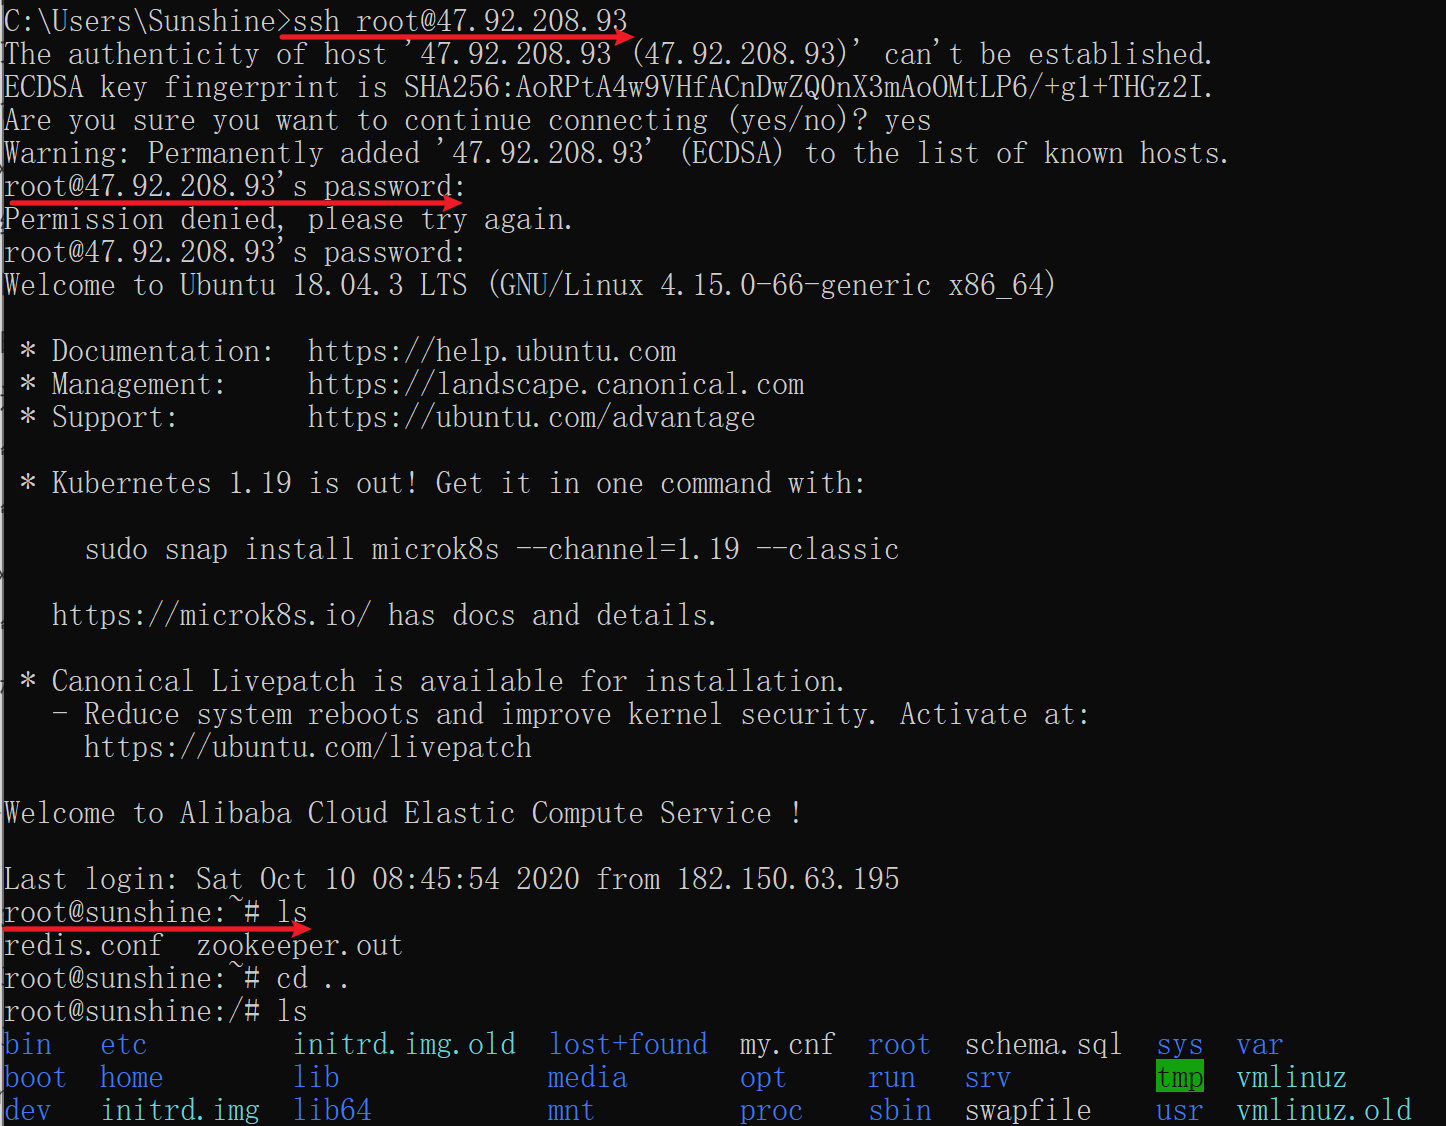 C:\Users\Sunshine>ssh root@47.92.208.93
The authenticity of host '47.92.208.93 (47.92.208.93)' can't be established.
ECDSA key fingerprint is SHA256:AoRPtA4w9VHfACnDwZQ0nX3mAoOMtLP6/+g1+THGz2I.
Are you sure you want to continue connecting (yes/no)? yes
Warning: Permanently added '47.92.208.93' (ECDSA) to the list of known hosts.
root@47.92.208.93's password:
Permission denied, please try again.
root@47.92.208.93's password:
Welcome to Ubuntu 18.04.3 LTS (GNU/Linux 4.15.0-66-generic x86_64)
* Documentation:  https://help.ubuntu.com
* Management:     https://landscape.canonical.com
* Support:        https://ubuntu.com/advantage
* Kubernetes 1.19 is out! Get it in one command with:
sudo snap install microk8s --channel=1.19 --classic
https://microk8s.io/ has docs and details.
* Canonical Livepatch is available for installation.
- Reduce system reboots and improve kernel security. Activate at:
https://ubuntu.com/livepatch
Welcome to Alibaba Cloud Elastic Compute Service !
Last login: Sat Oct 10 08:45:54 2020 from 182.150.63.195
root@sunshine:~# ls
redis.conf  zookeeper.out
root@sunshine:~# cd ..
root@sunshine:/# ls
bin   etc         initrd.img.old  lost+found  my.cnf  root  schema.sql  sys  var
boot  home        lib             media       opt     run   srv         tmp  vmlinuz
dev   initrd.img  lib64           mnt         proc    sbin  swapfile    usr  vmlinuz.old